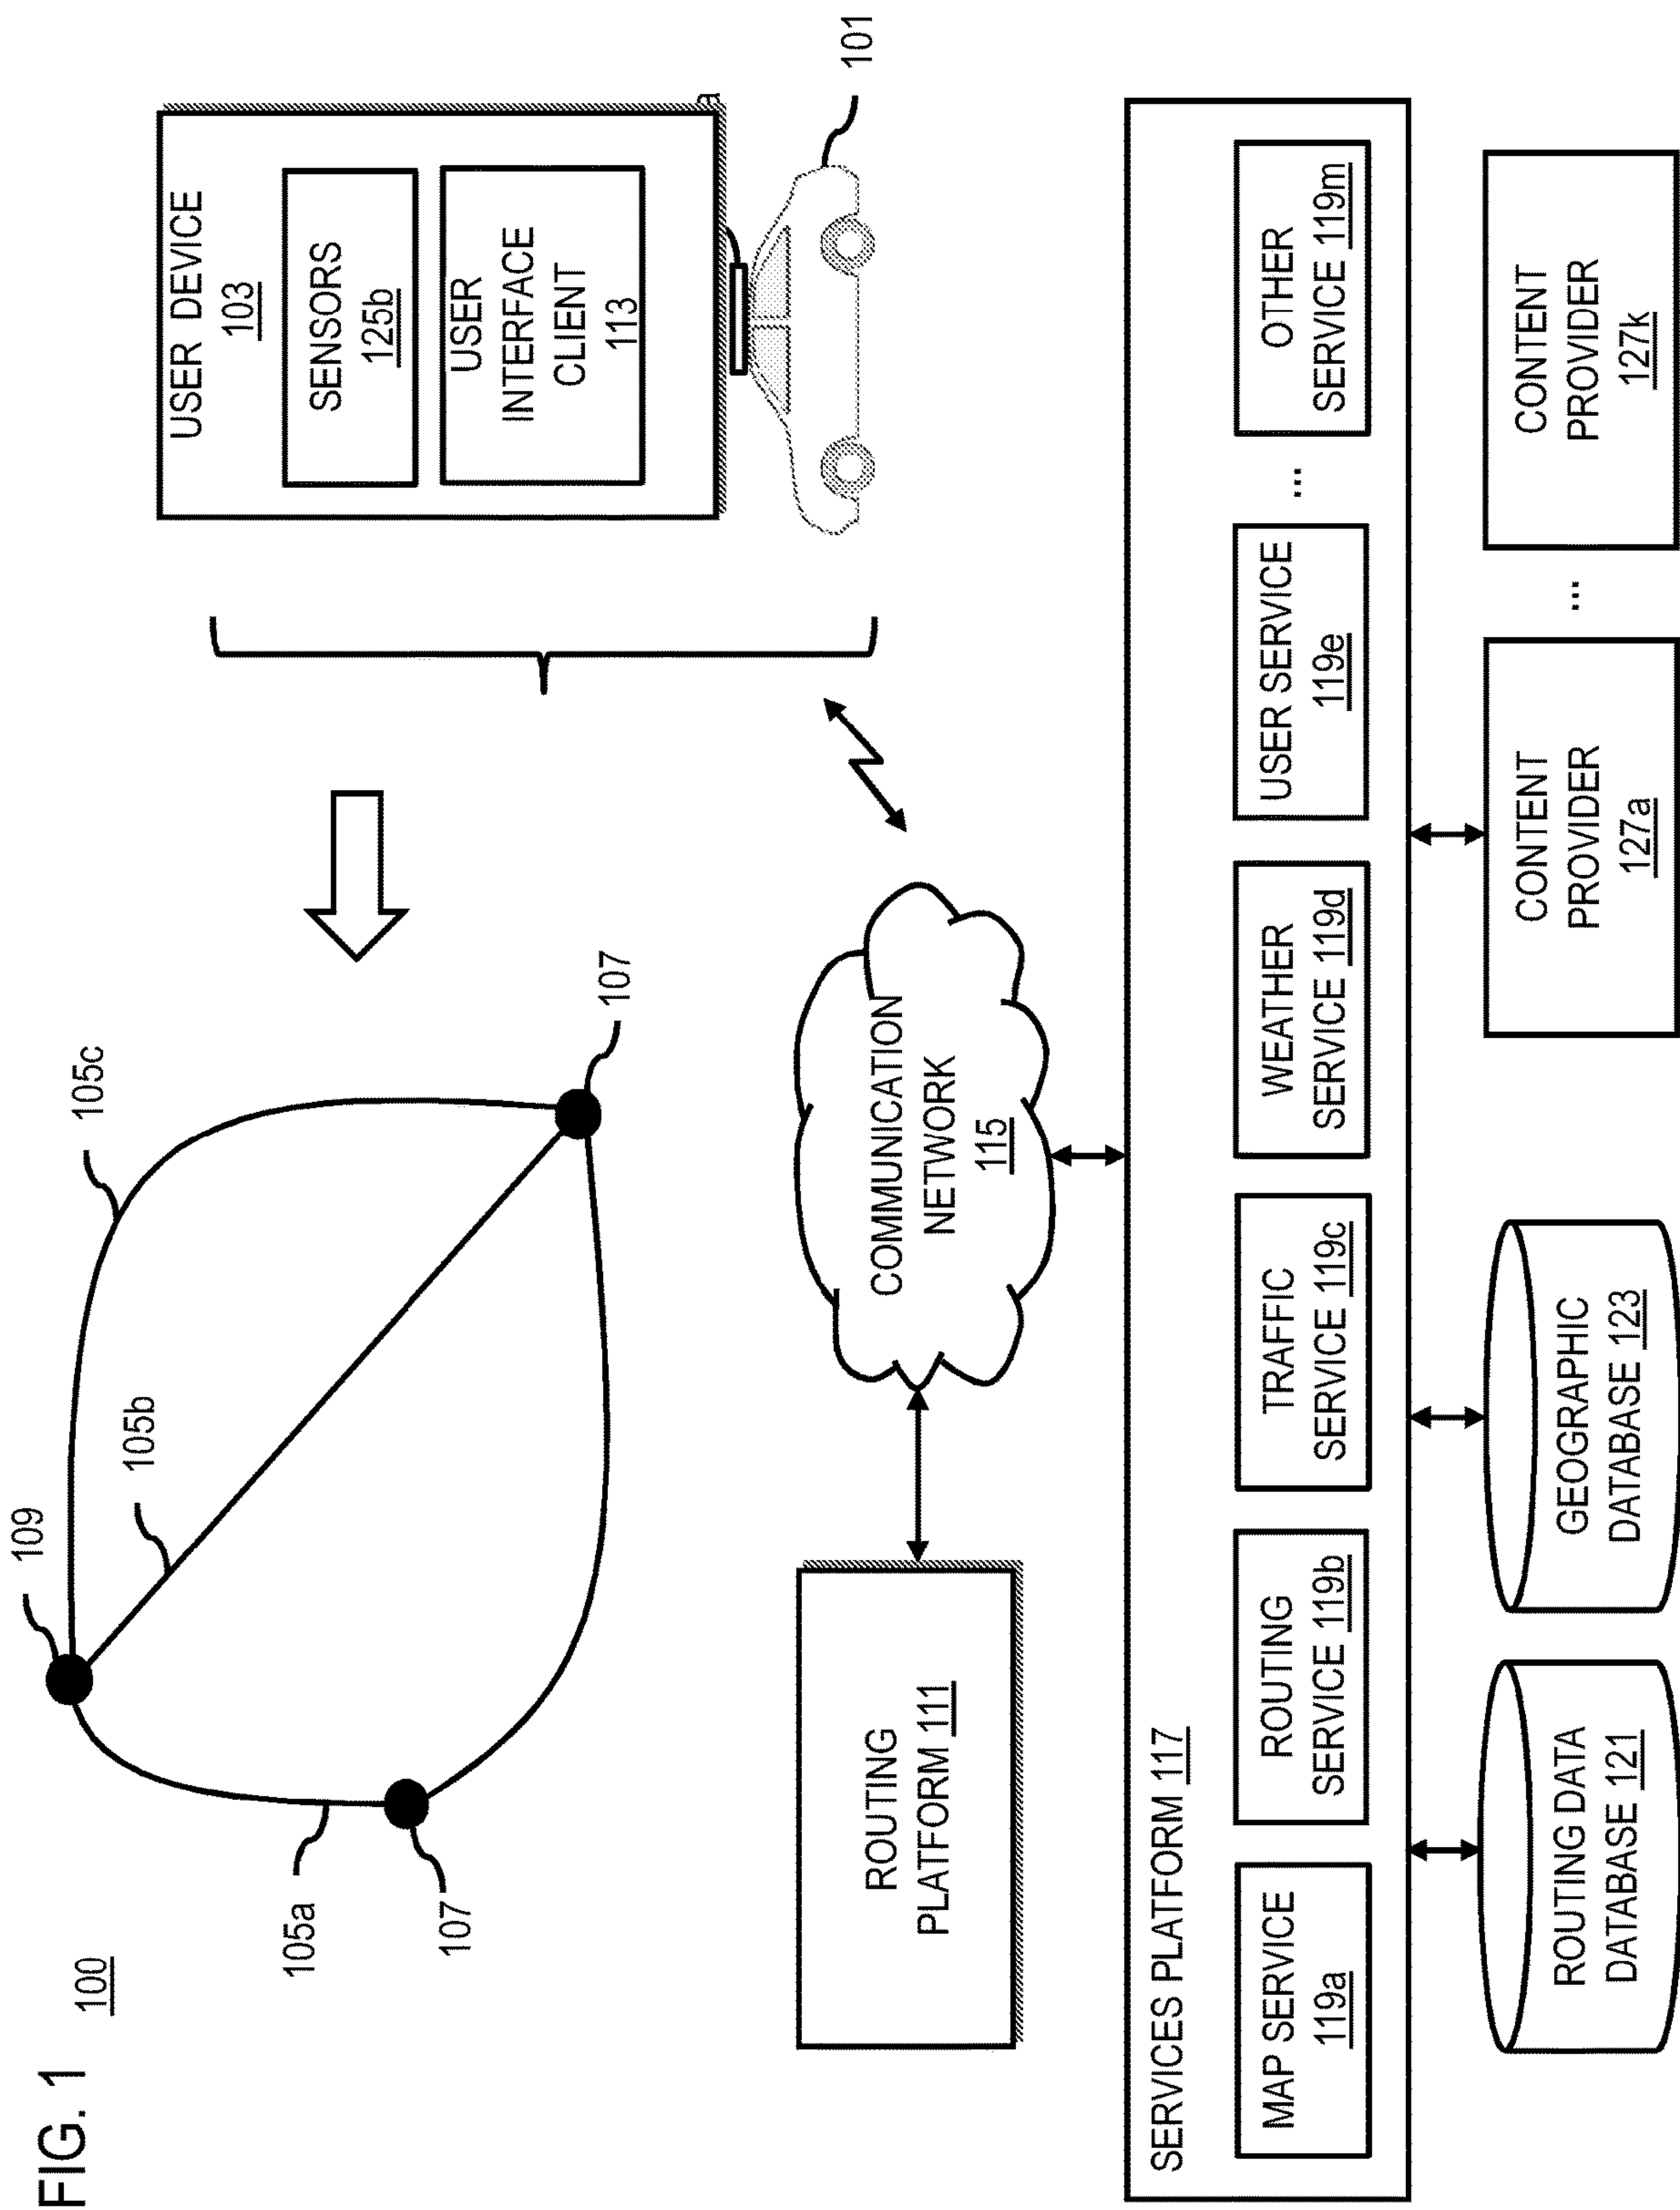 FIG. 1
100
109
105b
105c
105a
107
107
USER DEVICE
103
SENSORS
125b
USER
INTERFACE
CLIENT
113
101
ROUTING
PLATFORM 111
COMMUNICATION
NETWORK
115
SERVICES PLATFORM 117
MAP SERVICE
119a
ROUTING
SERVICE 119b
TRAFFIC
SERVICE 119c
WEATHER
SERVICE 119d
USER SERVICE
119e
...
OTHER
SERVICE 119m
ROUTING DATA
DATABASE 121
GEOGRAPHIC
DATABASE 123
CONTENT
PROVIDER
127a
...
CONTENT
PROVIDER
127k